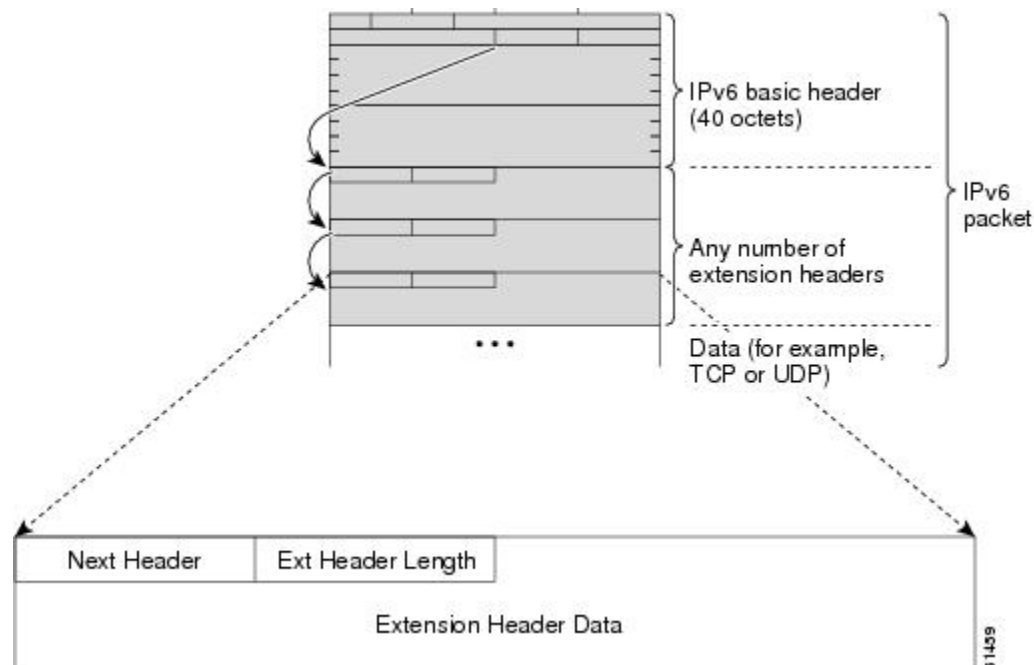 IPv6 basic header
(40 octets)
IPv6
packet
Any number of
extension headers
•••
Data (for example,
TCP or UDP)
Next Header
Ext Header Length
Extension Header Data